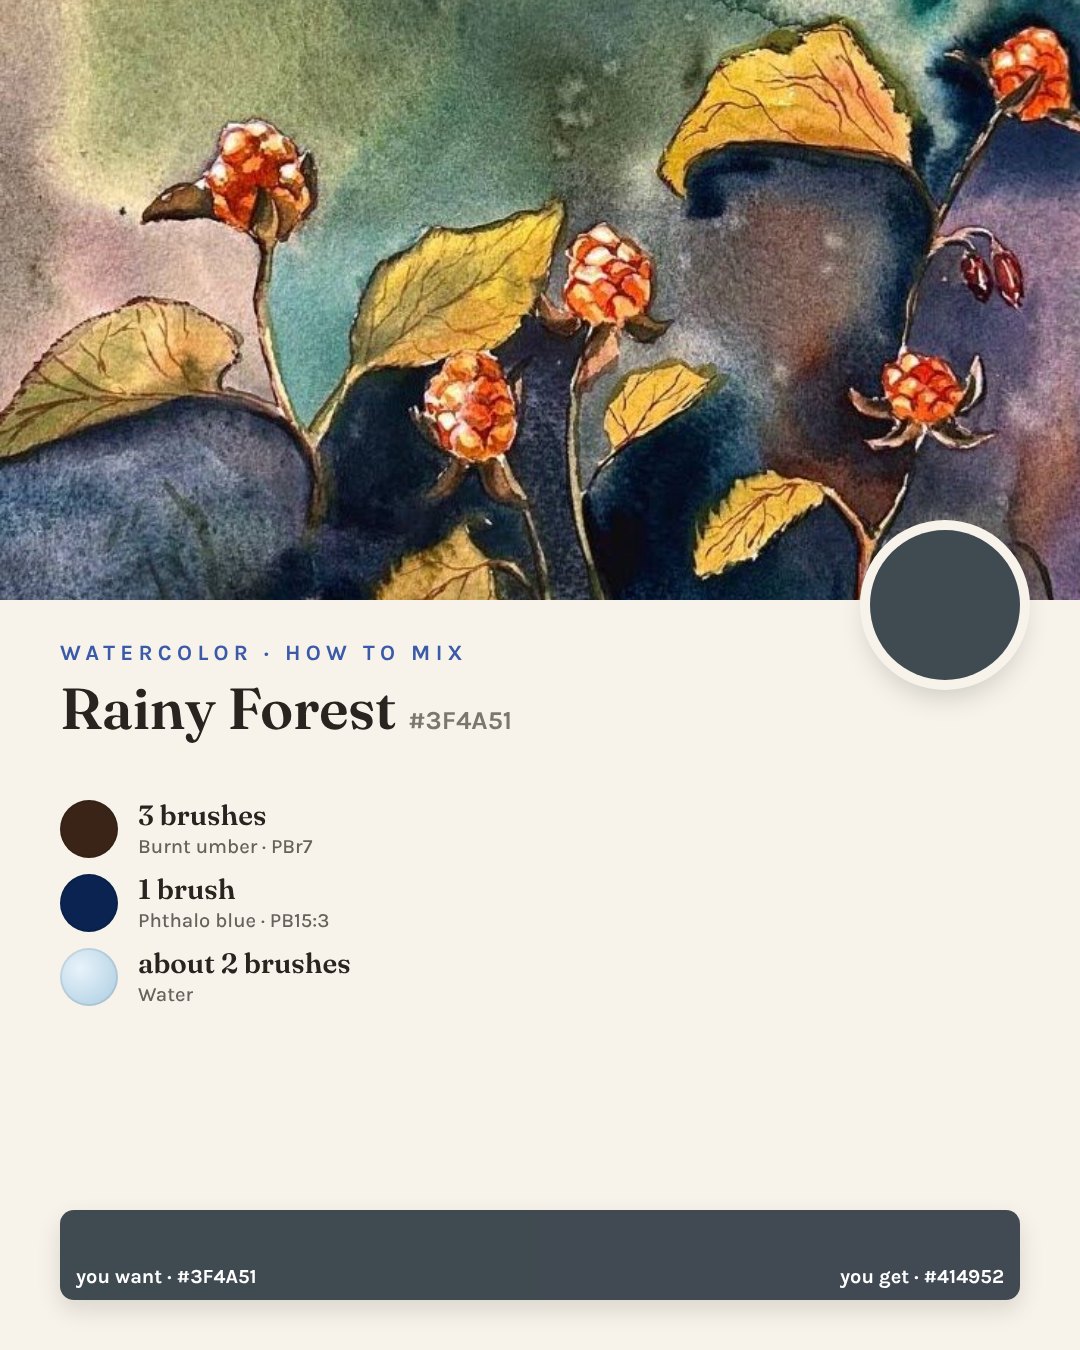 WATERCOLOR · HOW TO MIX
Rainy Forest #3F4A51
3 brushes
Burnt umber · PBr7
1 brush
Phthalo blue · PB15:3
about 2 brushes
Water
you want · #3F4A51
you get · #414952